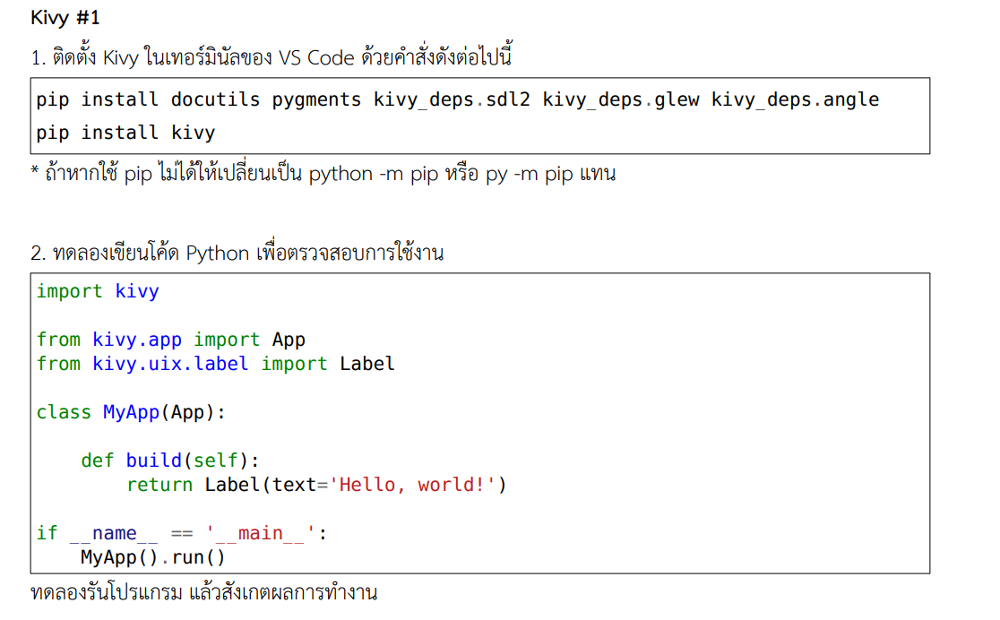 Kivy #1
1. ติดตั้ง Kivy ในเทอร์มินัลของ VS Code ด้วยคำสั่งดังต่อไปนี้
pip install docutils pygments kivy_deps.sdl2 kivy_deps.glew kivy_deps.angle
pip install kivy
* ถ้าหากใช้ pip ไม่ได้ให้เปลี่ยนเป็น python -m pip หรือ py -m pip แทน
2. ทดลองเขียนโค้ด Python เพื่อตรวจสอบการใช้งาน
import kivy
from kivy.app import App
from kivy.uix.label import Label
class MyApp(App):
    def build(self):
        return Label(text='Hello, world!')
if __name__ == '__main__':
    MyApp().run()
ทดลองรันโปรแกรม แล้วสังเกตผลการทำงาน